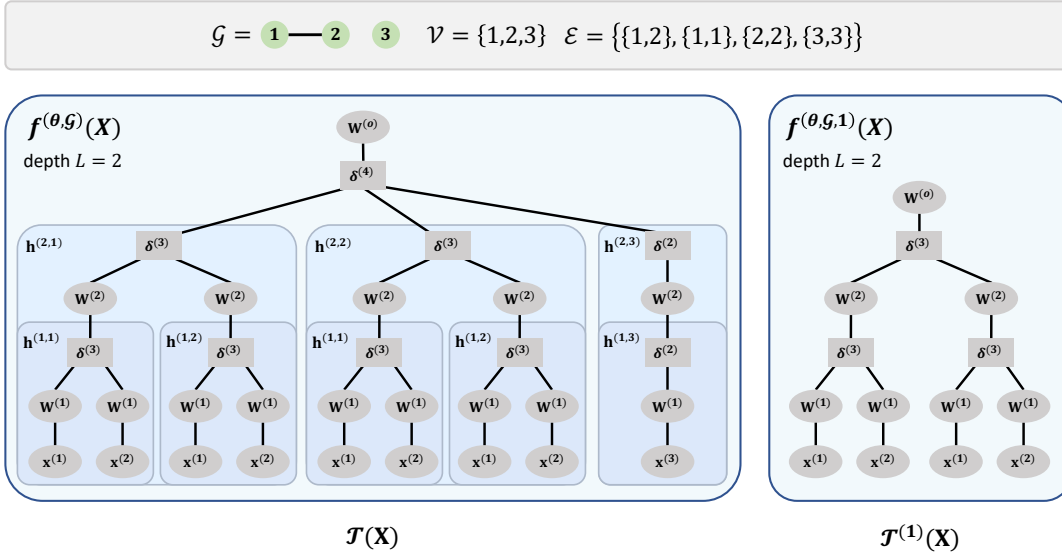 𝒢 = 1 2 3 𝒱 = {1,2,3} ℰ = {{1,2}, {1,1}, {2,2}, {3,3}}
f^(θ,𝒢)(X)
depth L = 2
W^(o)
δ^(4)
h^(2,1) δ^(3) h^(2,2) δ^(3) h^(2,3) δ^(2)
W^(2) W^(2) W^(2) W^(2) W^(2)
h^(1,1) δ^(3) h^(1,2) δ^(3) h^(1,1) δ^(3) h^(1,2) δ^(3) h^(1,3) δ^(2)
W^(1) W^(1) W^(1) W^(1) W^(1) W^(1) W^(1) W^(1) W^(1)
x^(1) x^(2) x^(1) x^(2) x^(1) x^(2) x^(1) x^(2) x^(3)
𝒯(X)
f^(θ,𝒢,1)(X)
depth L = 2
W^(o)
δ^(3)
W^(2) W^(2)
δ^(3) δ^(3)
W^(1) W^(1) W^(1) W^(1)
x^(1) x^(2) x^(1) x^(2)
𝒯^(1)(X)